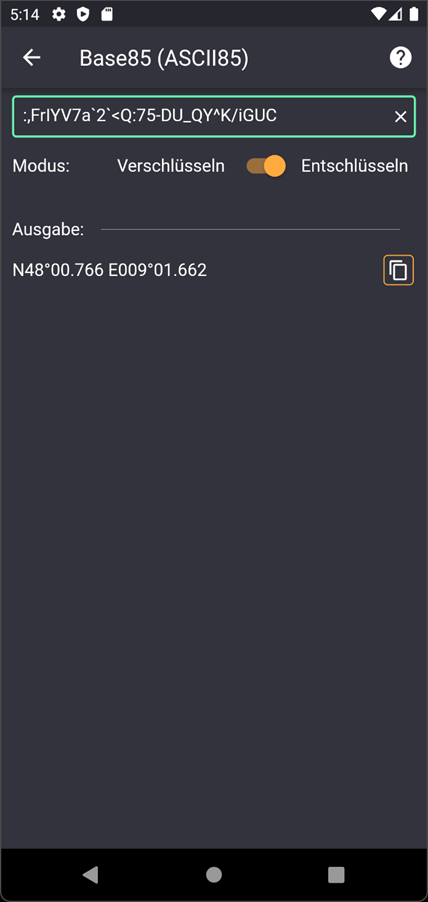 5:14
Base85 (ASCII85)
:,FrIYV7a`2`<Q:75-DU_QY^K/iGUC
Modus: Verschlüsseln Entschlüsseln
Ausgabe:
N48°00.766 E009°01.662